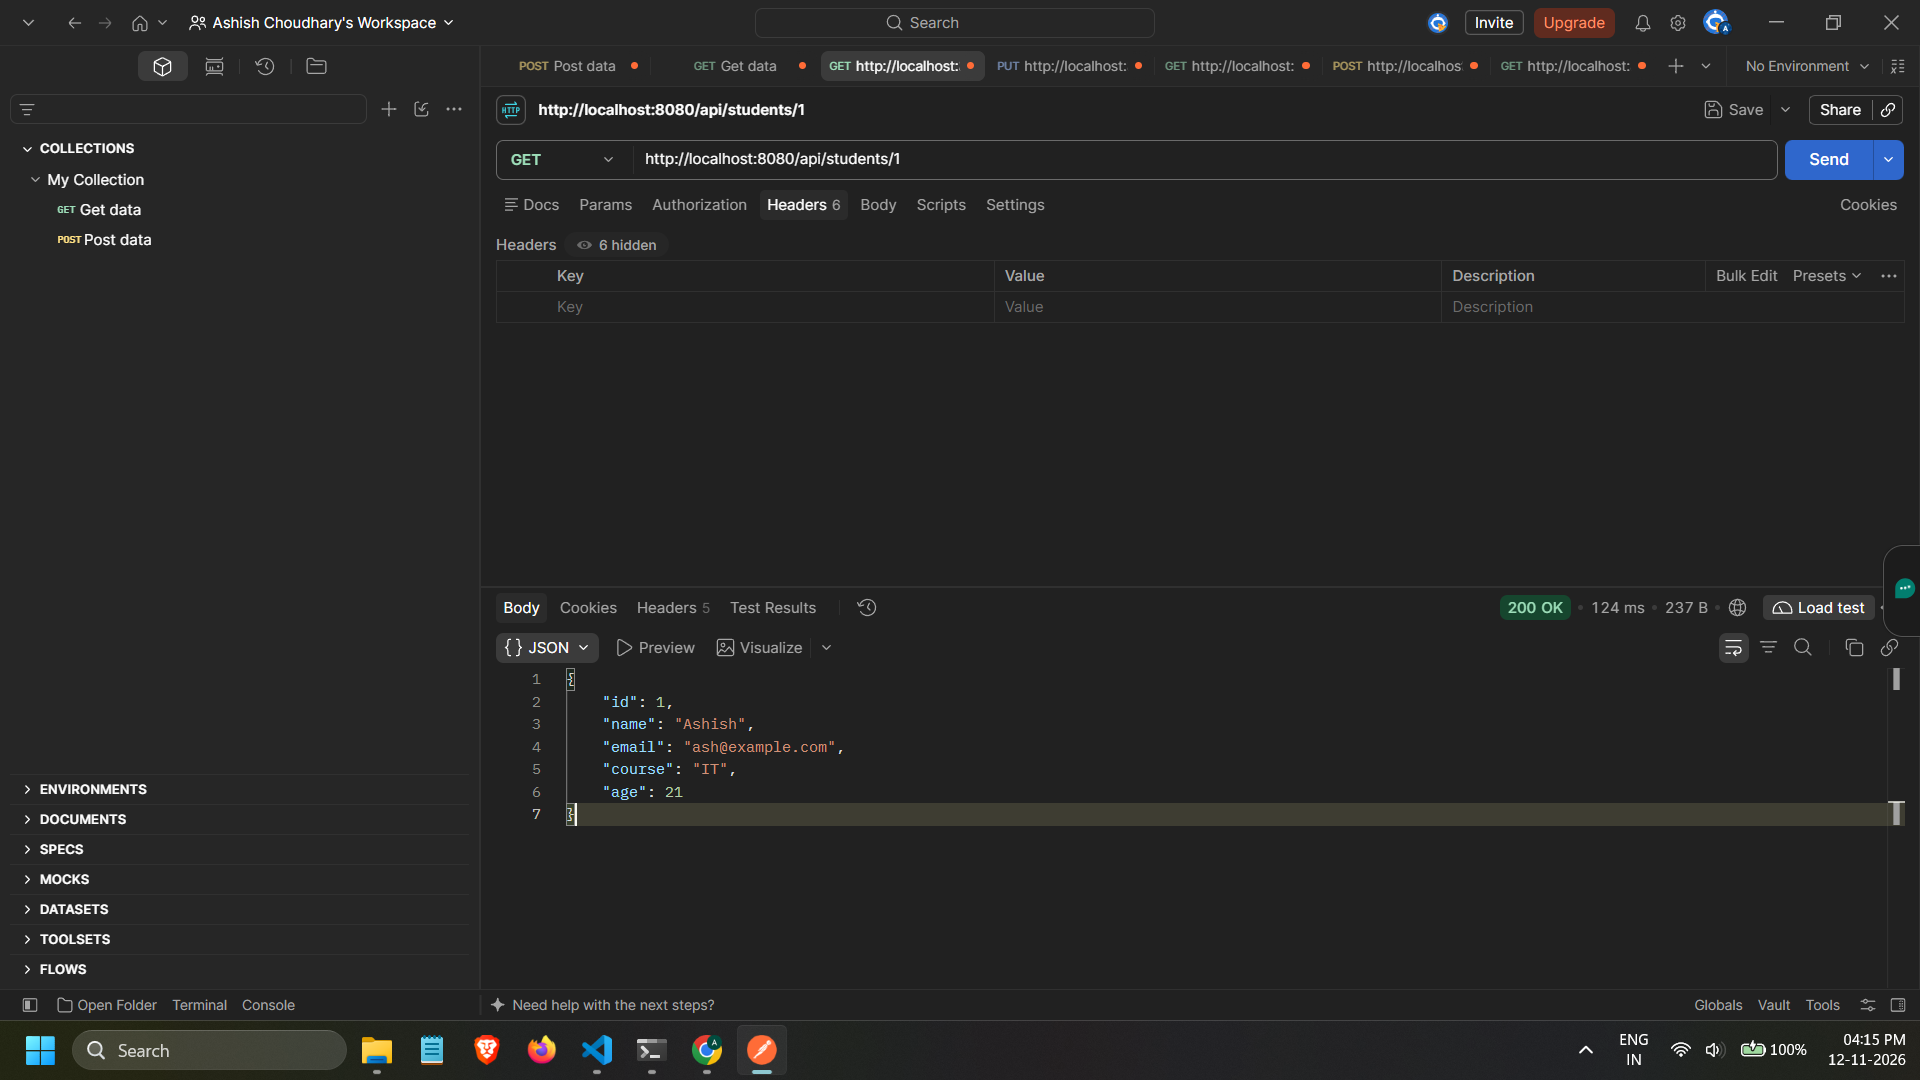 Ashish Choudhary's Workspace
Search
Invite
Upgrade
POST Post data
GET Get data
GET http://localhost:
PUT http://localhost:
GET http://localhost:
POST http://localhos
GET http://localhost:
No Environment
HTTP
http://localhost:8080/api/students/1
Save
Share
COLLECTIONS
My Collection
GET Get data
POST Post data
GET
http://localhost:8080/api/students/1
Send
Docs
Params
Authorization
Headers 6
Body
Scripts
Settings
Cookies
Headers
6 hidden
Key
Value
Description
Bulk Edit
Presets
Key
Value
Description
Body
Cookies
Headers 5
Test Results
200 OK
124 ms
237 B
Load test
{} JSON
Preview
Visualize
1 {
2 "id": 1,
3 "name": "Ashish",
4 "email": "ash@example.com",
5 "course": "IT",
6 "age": 21
7 }
ENVIRONMENTS
DOCUMENTS
SPECS
MOCKS
DATASETS
TOOLSETS
FLOWS
Open Folder
Terminal
Console
Need help with the next steps?
Globals
Vault
Tools
Search
A
ENG
IN
100%
04:15 PM
12-11-2026